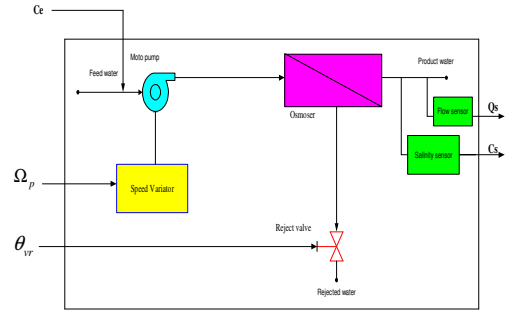 Ce
Moto pump
Feed water
Product water
Osmoser
Flow sensor
Qs
Salinity sensor
Cs
Ωp
Speed Variator
θvr
Reject valve
Rejected water